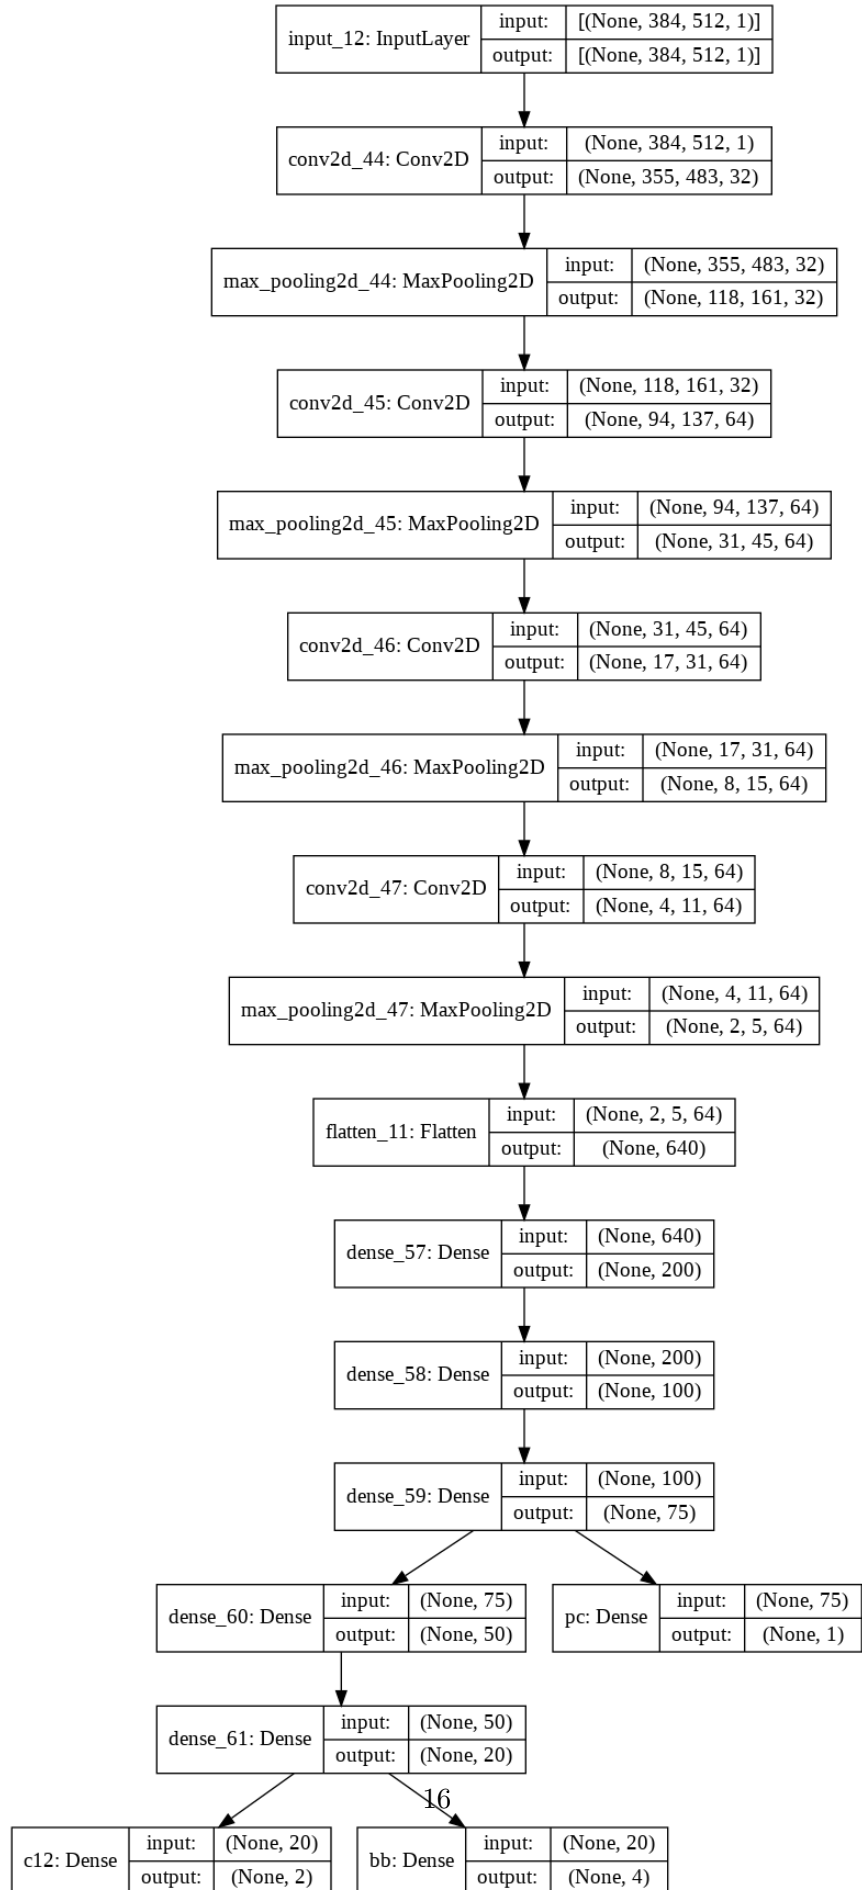 input_12: InputLayer
input: [(None, 384, 512, 1)]
output: [(None, 384, 512, 1)]
conv2d_44: Conv2D
input: (None, 384, 512, 1)
output: (None, 355, 483, 32)
max_pooling2d_44: MaxPooling2D
input: (None, 355, 483, 32)
output: (None, 118, 161, 32)
conv2d_45: Conv2D
input: (None, 118, 161, 32)
output: (None, 94, 137, 64)
max_pooling2d_45: MaxPooling2D
input: (None, 94, 137, 64)
output: (None, 31, 45, 64)
conv2d_46: Conv2D
input: (None, 31, 45, 64)
output: (None, 17, 31, 64)
max_pooling2d_46: MaxPooling2D
input: (None, 17, 31, 64)
output: (None, 8, 15, 64)
conv2d_47: Conv2D
input: (None, 8, 15, 64)
output: (None, 4, 11, 64)
max_pooling2d_47: MaxPooling2D
input: (None, 4, 11, 64)
output: (None, 2, 5, 64)
flatten_11: Flatten
input: (None, 2, 5, 64)
output: (None, 640)
dense_57: Dense
input: (None, 640)
output: (None, 200)
dense_58: Dense
input: (None, 200)
output: (None, 100)
dense_59: Dense
input: (None, 100)
output: (None, 75)
dense_60: Dense
input: (None, 75)
output: (None, 50)
pc: Dense
input: (None, 75)
output: (None, 1)
dense_61: Dense
input: (None, 50)
output: (None, 20)
16
c12: Dense
input: (None, 20)
output: (None, 2)
bb: Dense
input: (None, 20)
output: (None, 4)